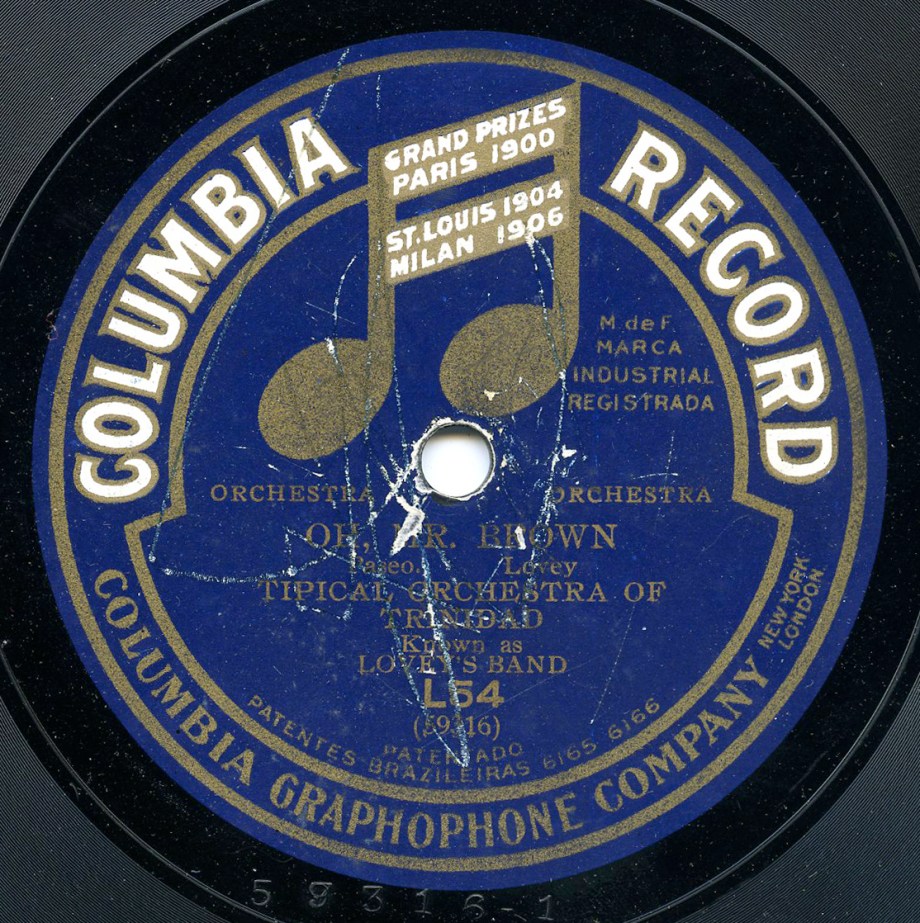 COLUMBIA RECORD
GRAND PRIZES
PARIS 1900
ST. LOUIS 1904
MILAN 1906
M. de F.
MARCA
INDUSTRIAL
REGISTRADA
ORCHESTRA ORCHESTRA
OH, MR. BROWN
Paseo. Lovey
TIPICAL ORCHESTRA OF
TRINIDAD
Known as
LOVEY'S BAND
L54
(59316)
PATENTEADO
PATENTES BRAZILEIRAS 6165 6166
COLUMBIA GRAPHOPHONE COMPANY NEW YORK
LONDON
59316-1